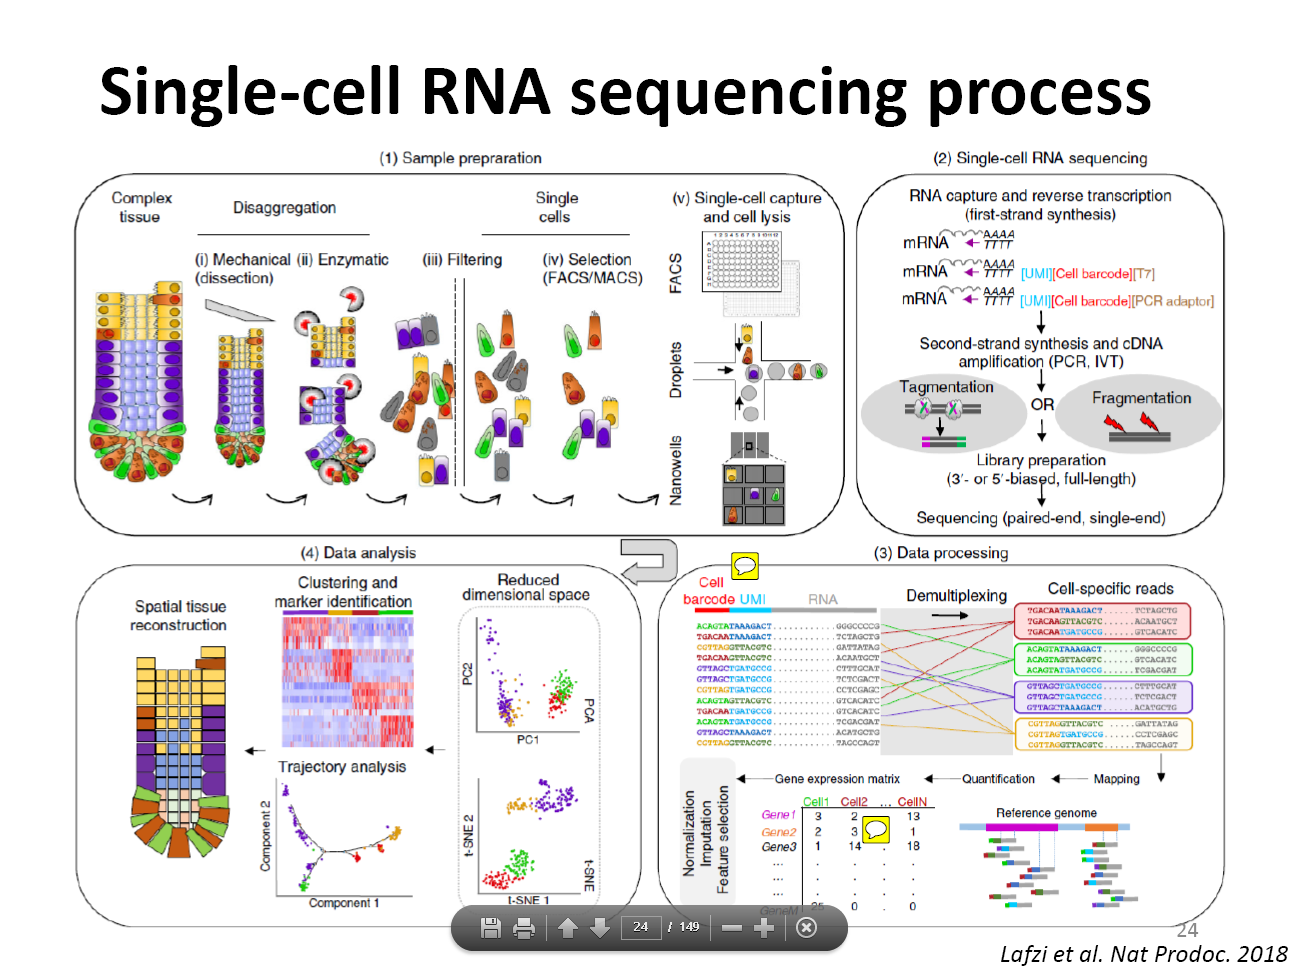 Single-cell RNA sequencing process
(1) Sample prepraration
Complex
tissue
Disaggregation
Single
cells
(i) Mechanical (ii) Enzymatic
(dissection)
(iii) Filtering
(iv) Selection
(FACS/MACS)
(v) Single-cell capture
and cell lysis
FACS
Droplets
Nanowells
(2) Single-cell RNA sequencing
RNA capture and reverse transcription
(first-strand synthesis)
mRNA AAAA
TTTT
mRNA AAAA
TTTT [UMI][Cell barcode][T7]
mRNA AAAA
TTTT [UMI][Cell barcode][PCR adaptor]
Second-strand synthesis and cDNA
amplification (PCR, IVT)
Tagmentation
OR
Fragmentation
Library preparation
(3′- or 5′-biased, full-length)
Sequencing (paired-end, single-end)
(4) Data analysis
Spatial tissue
reconstruction
Clustering and
marker identification
Reduced
dimensional space
PC2
PC1
PCA
Trajectory analysis
Component 2
Component 1
t-SNE 2
t-SNE 1
t-SNE
(3) Data processing
Cell
barcode UMI RNA
Demultiplexing
Cell-specific reads
ACAGTATAAAGACT..........GGGCCCCG
TGACAATAAAGACT..........TCTAGCTG
CGTTAGGTTACGTC..........GATTATAG
TGACAAGTTACGTC..........ACAATGCT
GTTAGCTGATGCCG..........CTTTGCAT
GTTAGCTGATGCCG..........TCTCGACT
CGTTAGTGATGCCG..........CCTCGAGC
ACAGTAGTTACGTC..........GTCACATC
TGACAATGATGCCG..........GTCACATC
ACAGTATGATGCCG..........TCGACGAT
GTTAGCTAAAGACT..........ACATGCTG
CGTTAGGTTACGTC..........TAGCCAGT
TGACAATAAAGACT......TCTAGCTG
TGACAAGTTACGTC......ACAATGCT
TGACAATGATGCCG......GTCACATC
ACAGTATAAAGACT......GGGCCCCG
ACAGTAGTTACGTC......GTCACATC
ACAGTATGATGCCG......TCGACGAT
GTTAGCTGATGCCG......CTTTGCAT
GTTAGCTGATGCCG......TCTCGACT
GTTAGCTAAAGACT......ACATGCTG
CGTTAGGTTACGTC......GATTATAG
CGTTAGTGATGCCG......CCTCGAGC
CGTTAGGTTACGTC......TAGCCAGT
Gene expression matrix
Quantification
Mapping
Reference genome
Cell1 Cell2 ... CellN
Gene1 3 2 13
Gene2 2 3 1
Gene3 1 14 . 18
... . . . .
... . . . .
... . . . .
GeneM 25 0 . 0
Normalization
Imputation
Feature selection
24 / 149
24
Lafzi et al. Nat Prodoc. 2018